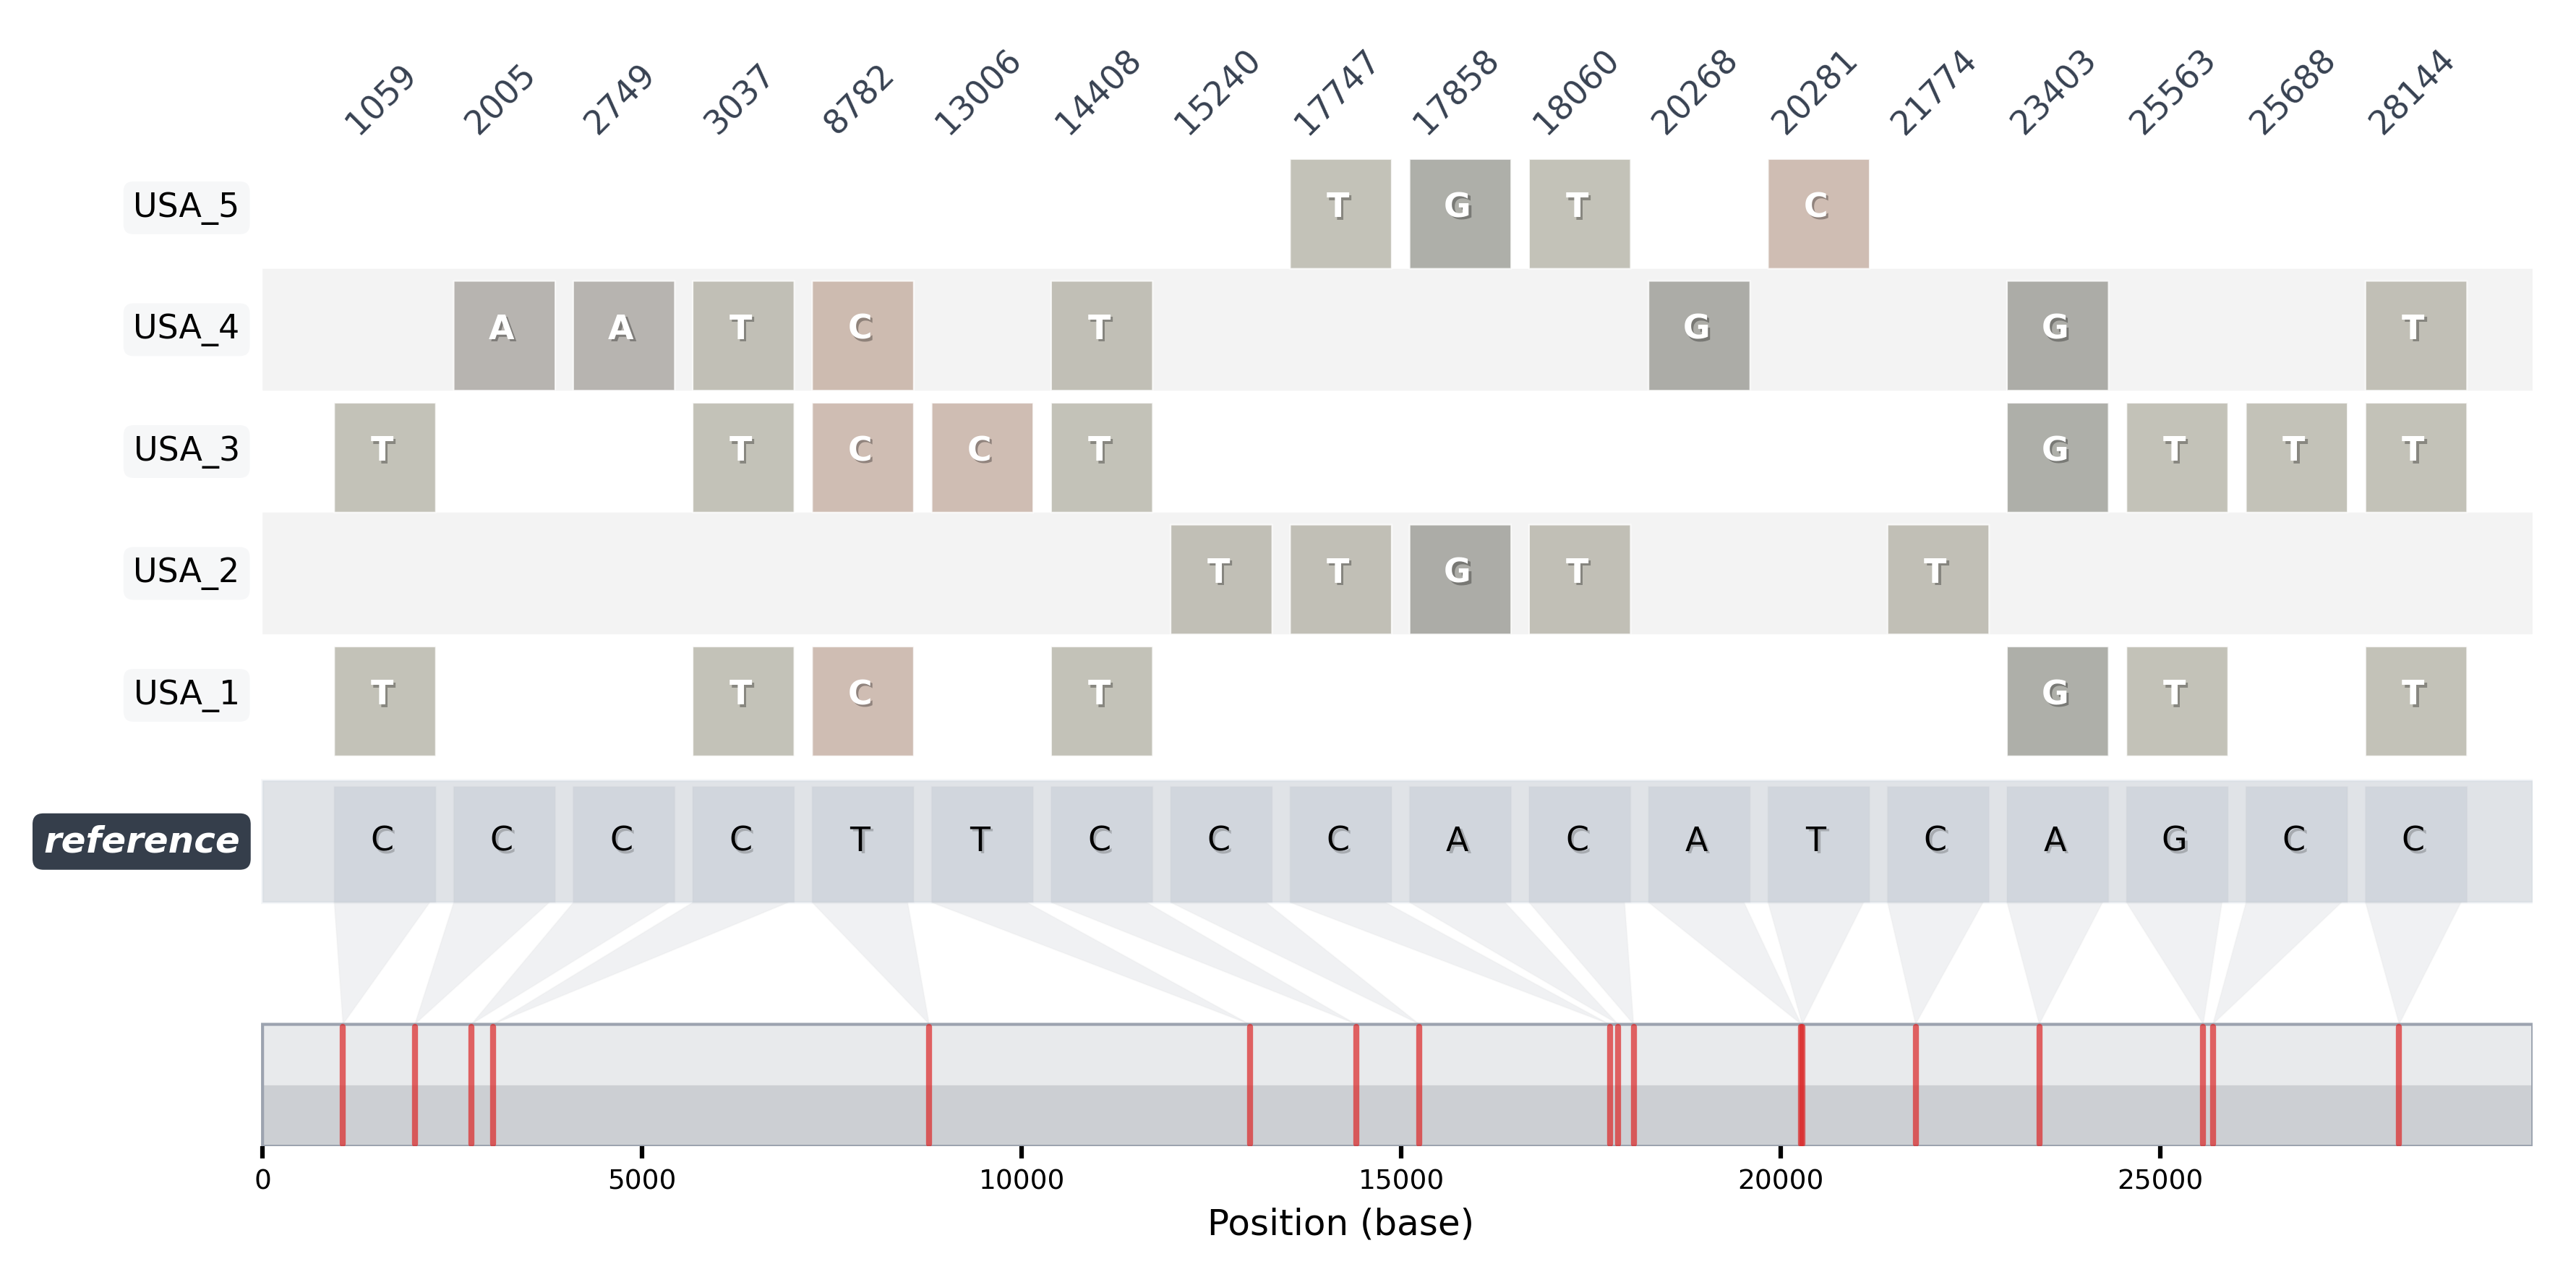 1059 2005 2749 3037 8782 13006 14408 15240 17747 17858 18060 20268 20281 21774 23403 25563 25688 28144
USA_5 T G T C
USA_4 A A T C T G G T
USA_3 T T C C T G T T T
USA_2 T T G T T
USA_1 T T C T G T T
reference C C C C T T C C C A C A T C A G C C
0 5000 10000 15000 20000 25000
Position (base)